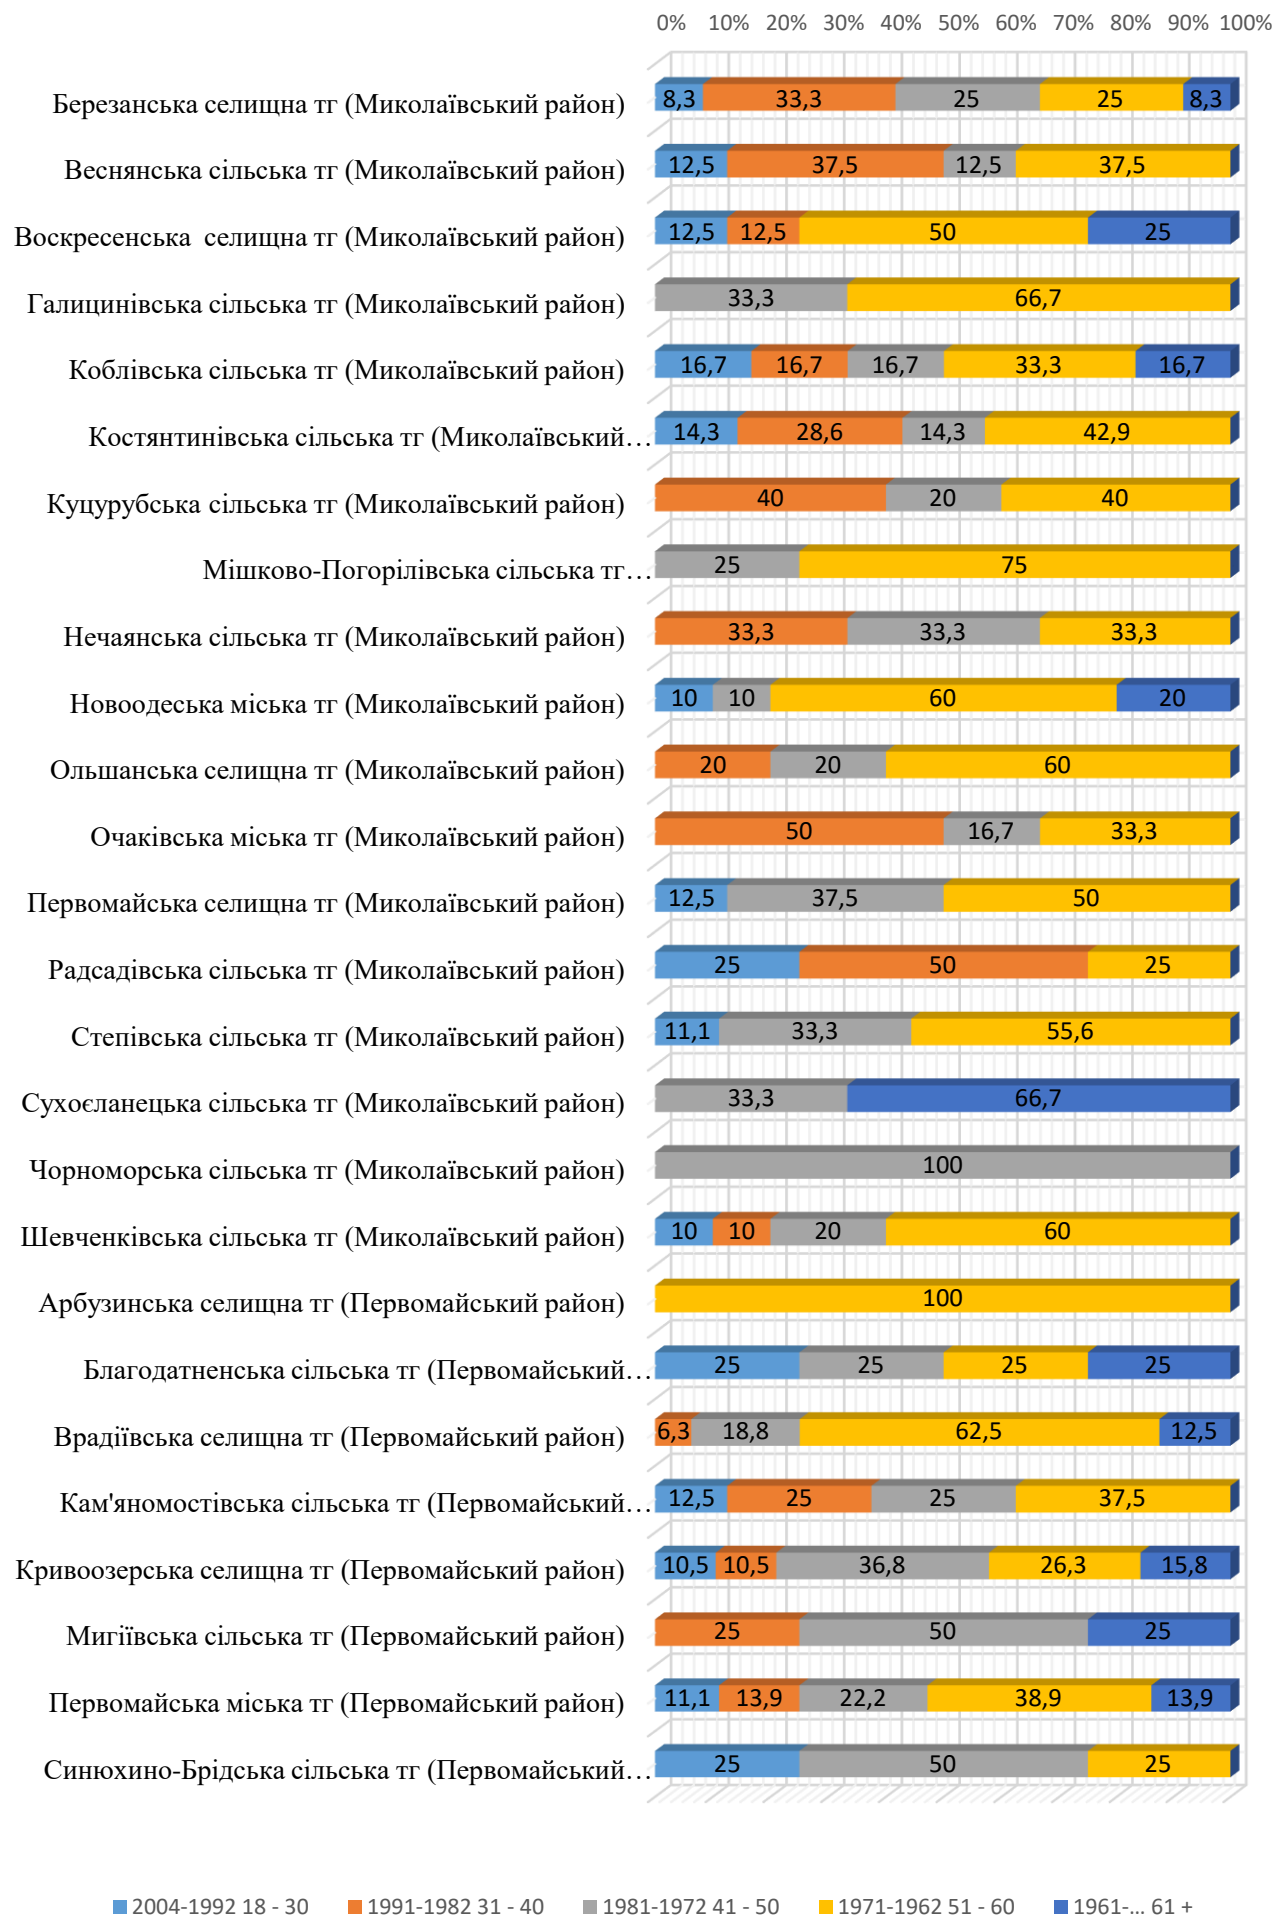 0% 10% 20% 30% 40% 50% 60% 70% 80% 90% 100%
Березанська селищна тг (Миколаївський район) 8,3 33,3 25 25 8,3
Веснянська сільська тг (Миколаївський район) 12,5 37,5 12,5 37,5
Воскресенська селищна тг (Миколаївський район) 12,5 12,5 50 25
Галицинівська сільська тг (Миколаївський район) 33,3 66,7
Коблівська сільська тг (Миколаївський район) 16,7 16,7 16,7 33,3 16,7
Костянтинівська сільська тг (Миколаївський… 14,3 28,6 14,3 42,9
Куцурубська сільська тг (Миколаївський район) 40 20 40
Мішково-Погорілівська сільська тг… 25 75
Нечаянська сільська тг (Миколаївський район) 33,3 33,3 33,3
Новоодеська міська тг (Миколаївський район) 10 10 60 20
Ольшанська селищна тг (Миколаївський район) 20 20 60
Очаківська міська тг (Миколаївський район) 50 16,7 33,3
Первомайська селищна тг (Миколаївський район) 12,5 37,5 50
Радсадівська сільська тг (Миколаївський район) 25 50 25
Степівська сільська тг (Миколаївський район) 11,1 33,3 55,6
Сухоєланецька сільська тг (Миколаївський район) 33,3 66,7
Чорноморська сільська тг (Миколаївський район) 100
Шевченківська сільська тг (Миколаївський район) 10 10 20 60
Арбузинська селищна тг (Первомайський район) 100
Благодатненська сільська тг (Первомайський… 25 25 25 25
Врадіївська селищна тг (Первомайський район) 6,3 18,8 62,5 12,5
Кам'яномостівська сільська тг (Первомайський… 12,5 25 25 37,5
Кривоозерська селищна тг (Первомайський район) 10,5 10,5 36,8 26,3 15,8
Мигіївська сільська тг (Первомайський район) 25 50 25
Первомайська міська тг (Первомайський район) 11,1 13,9 22,2 38,9 13,9
Синюхино-Брідська сільська тг (Первомайський… 25 50 25
2004-1992 18 - 30 1991-1982 31 - 40 1981-1972 41 - 50 1971-1962 51 - 60 1961-... 61 +